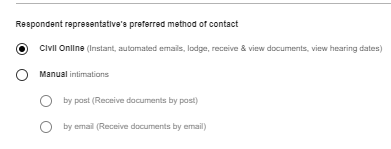 Respondent representative's preferred method of contact
Civil Online (Instant, automated emails, lodge, receive & view documents, view hearing dates)
Manual intimations
by post (Receive documents by post)
by email (Receive documents by email)